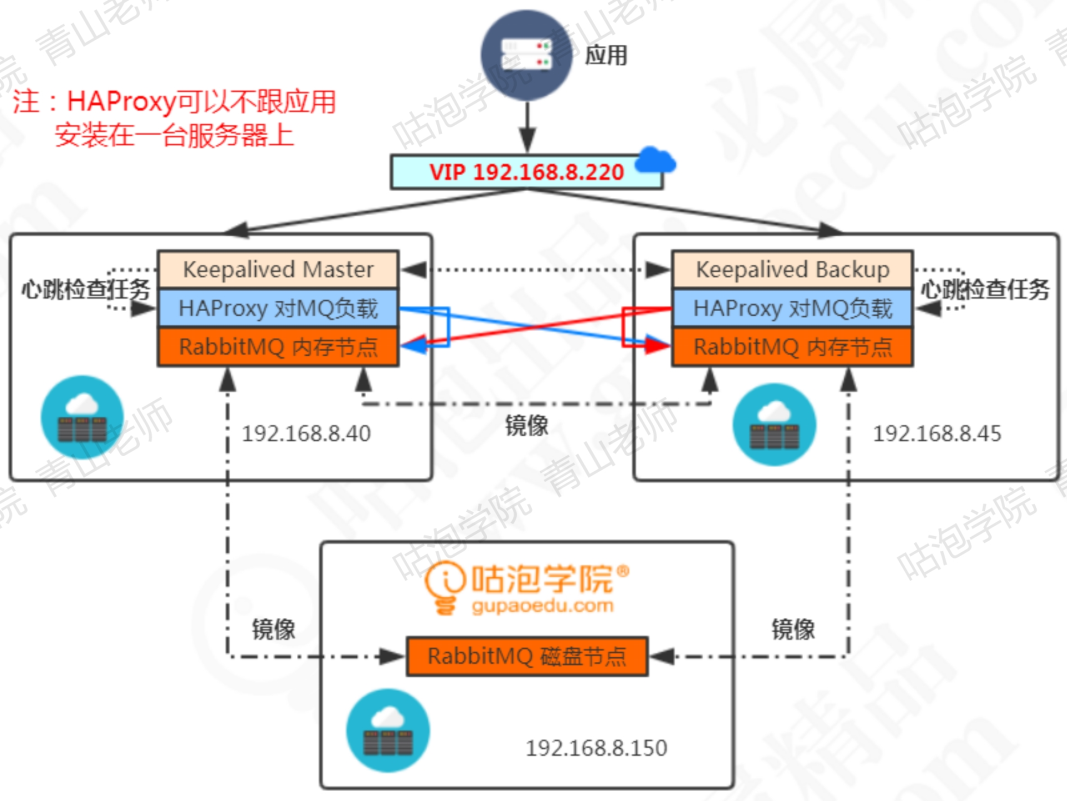 应用
注：HAProxy可以不跟应用
安装在一台服务器上
VIP 192.168.8.220
Keepalived Master
Keepalived Backup
心跳检查任务
心跳检查任务
HAProxy 对MQ负载
HAProxy 对MQ负载
RabbitMQ 内存节点
RabbitMQ 内存节点
镜像
192.168.8.40
192.168.8.45
咕泡学院®
gupaoedu.com
镜像
镜像
RabbitMQ 磁盘节点
192.168.8.150
咕泡学院 青山老师
咕泡学院 青山老师
咕泡学院
咕泡学院
青山老师
青山老师